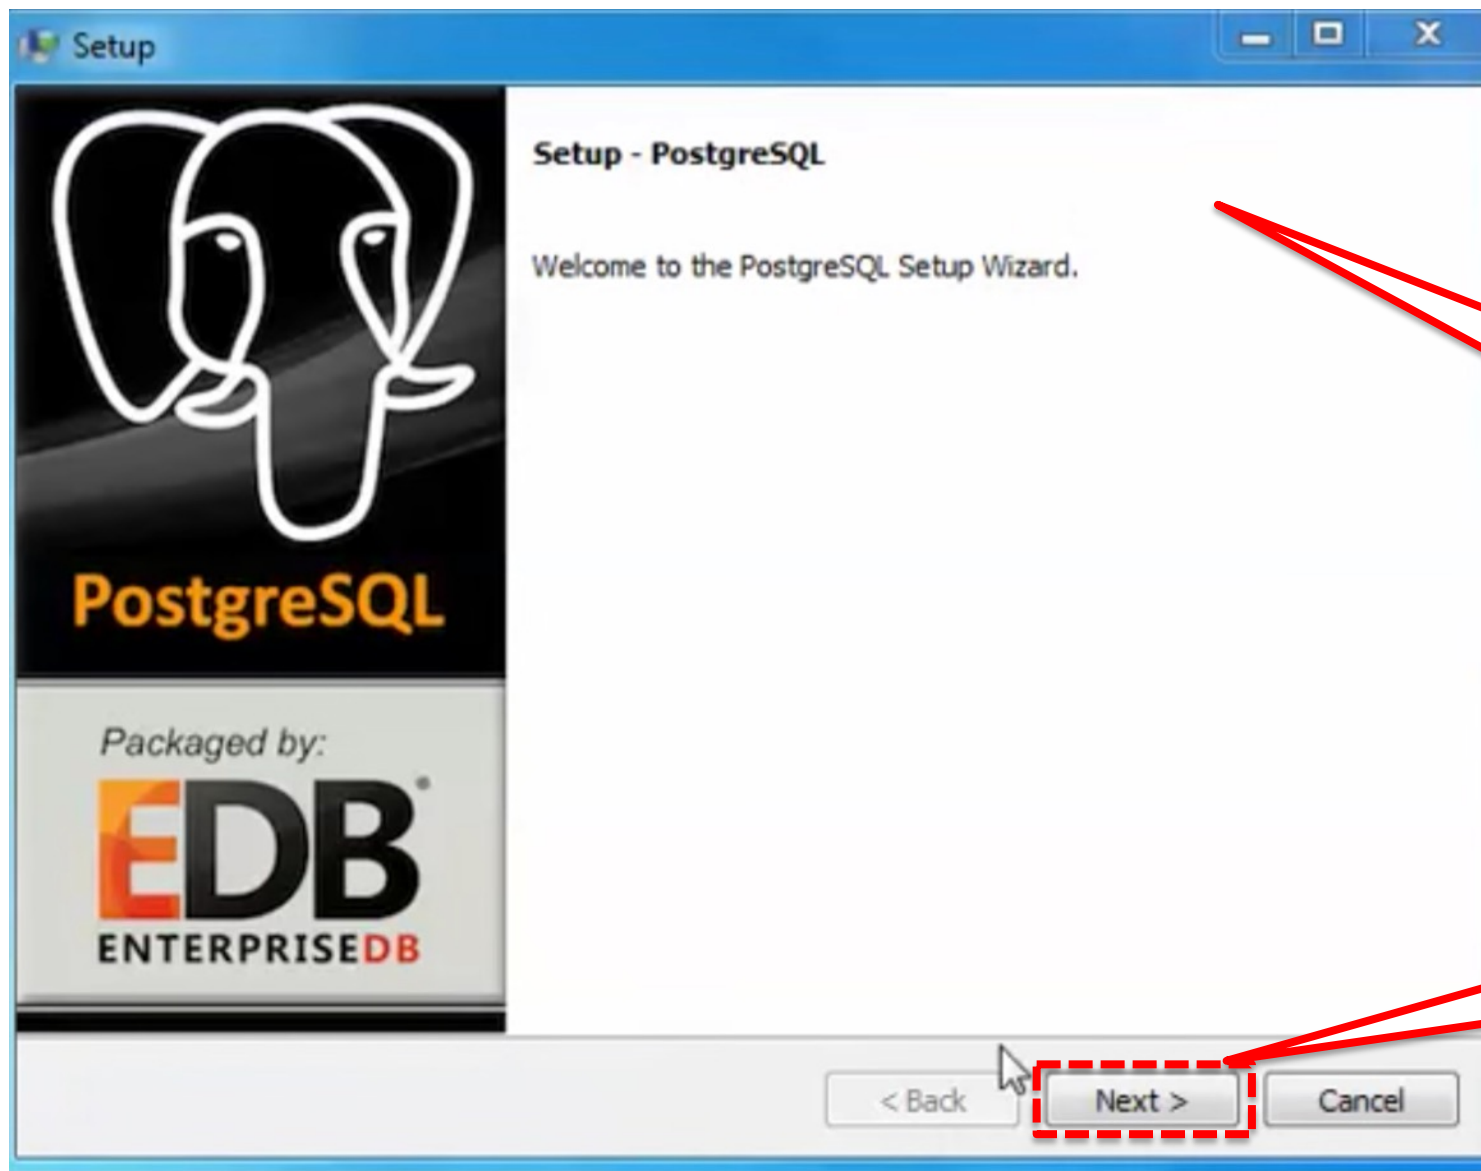 Setup
Setup - PostgreSQL
Welcome to the PostgreSQL Setup Wizard.
PostgreSQL
Packaged by:
EDB
ENTERPRISEDB
< Back
Next >
Cancel